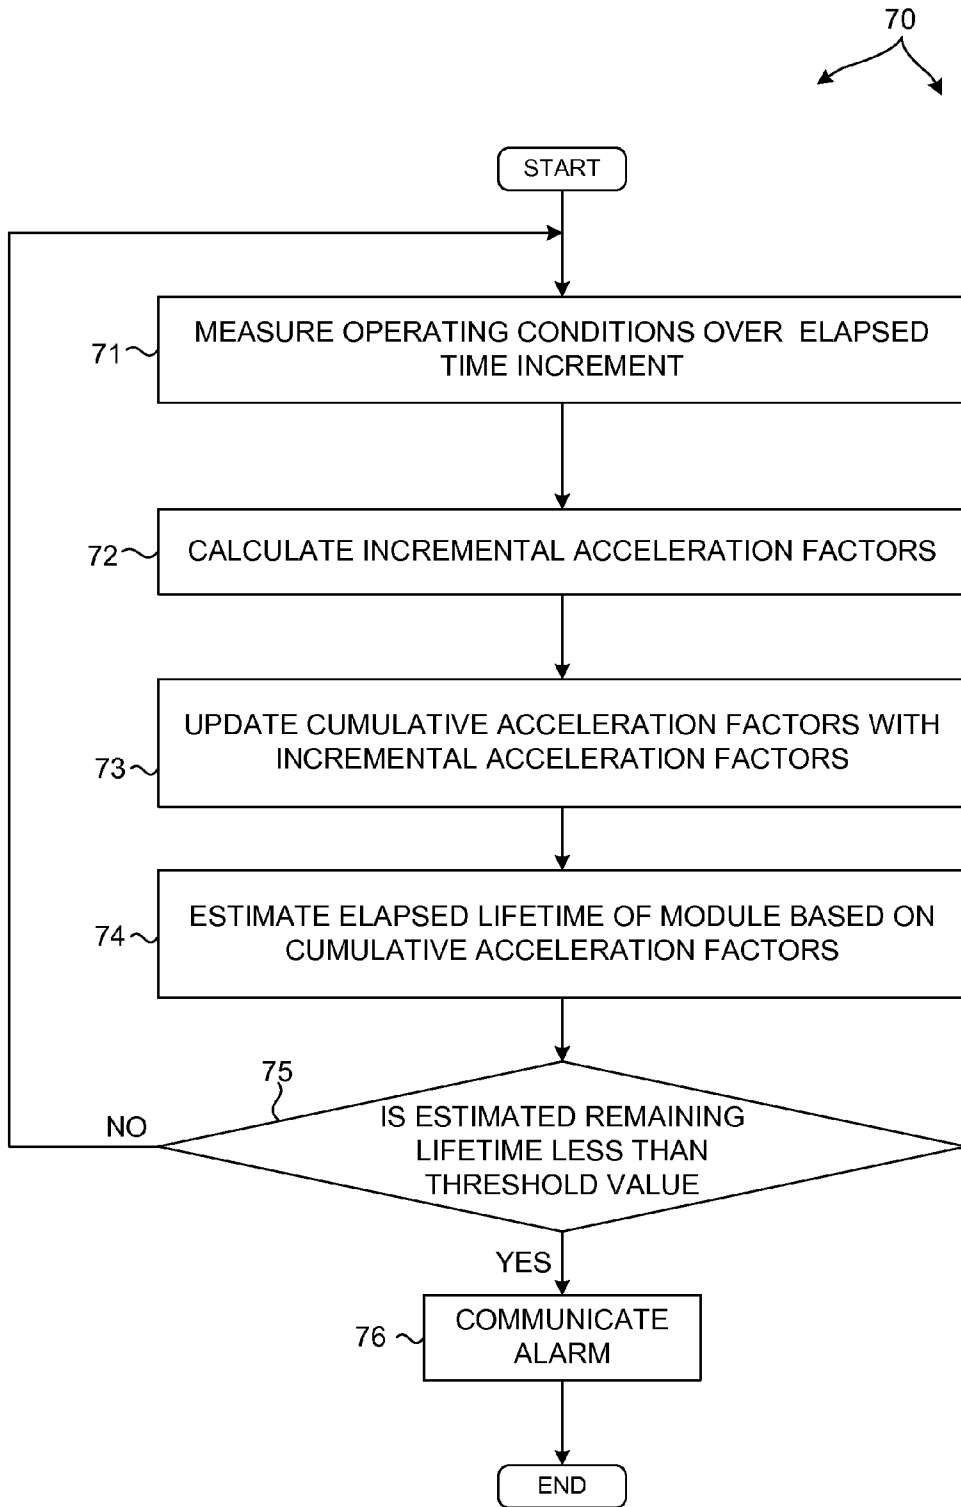 70
START
71
MEASURE OPERATING CONDITIONS OVER ELAPSED
TIME INCREMENT
72
CALCULATE INCREMENTAL ACCELERATION FACTORS
73
UPDATE CUMULATIVE ACCELERATION FACTORS WITH
INCREMENTAL ACCELERATION FACTORS
74
ESTIMATE ELAPSED LIFETIME OF MODULE BASED ON
CUMULATIVE ACCELERATION FACTORS
75
NO
IS ESTIMATED REMAINING
LIFETIME LESS THAN
THRESHOLD VALUE
YES
76
COMMUNICATE
ALARM
END